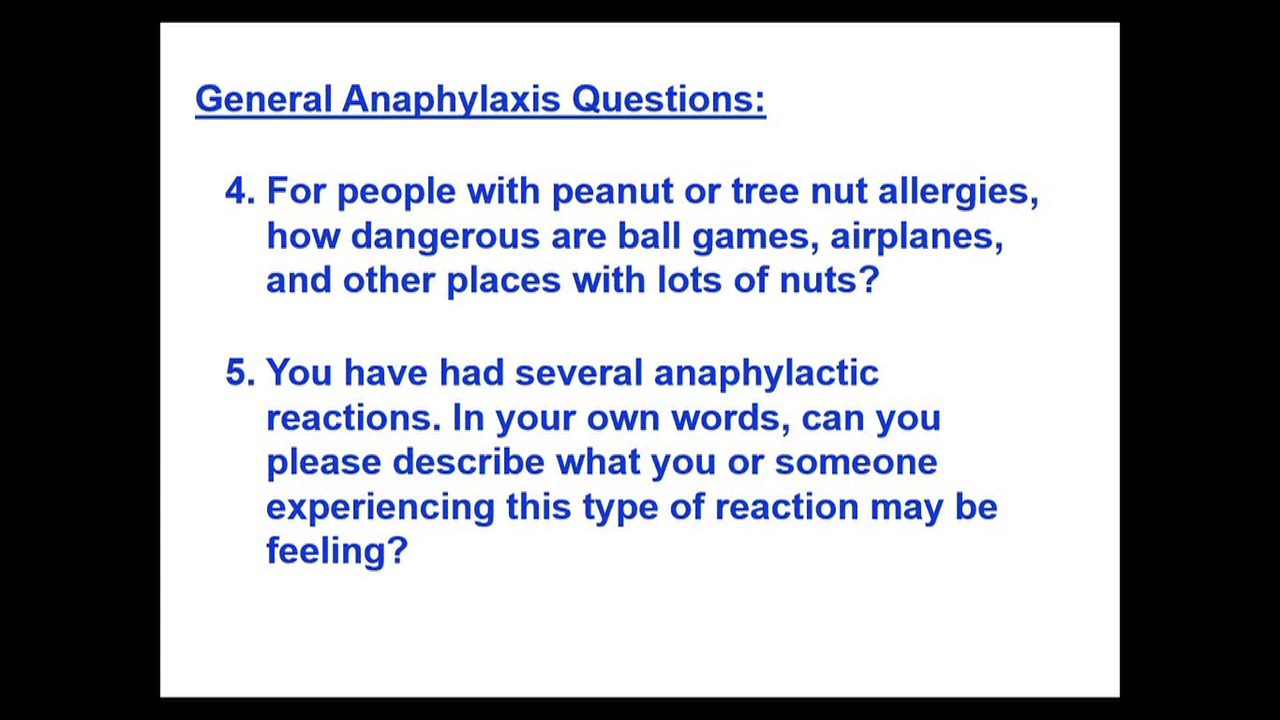 General Anaphylaxis Questions:
4. For people with peanut or tree nut allergies,
how dangerous are ball games, airplanes,
and other places with lots of nuts?
5. You have had several anaphylactic
reactions. In your own words, can you
please describe what you or someone
experiencing this type of reaction may be
feeling?